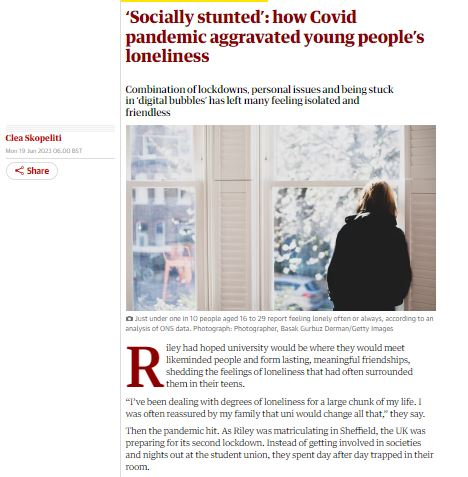 ‘Socially stunted’: how Covid
pandemic aggravated young people’s
loneliness
Combination of lockdowns, personal issues and being stuck
in ‘digital bubbles’ has left many feeling isolated and
friendless
Clea Skopeliti
Mon 19 Jun 2023 06.00 BST
Share
Just under one in 10 people aged 16 to 29 report feeling lonely often or always, according to an
analysis of ONS data. Photograph: Photographer, Basak Gurbuz Derman/Getty Images
Riley had hoped university would be where they would meet
likeminded people and form lasting, meaningful friendships,
shedding the feelings of loneliness that had often surrounded
them in their teens.
“I’ve been dealing with degrees of loneliness for a large chunk of my life. I
was often reassured by my family that uni would change all that,” they say.
Then the pandemic hit. As Riley was matriculating in Sheffield, the UK was
preparing for its second lockdown. Instead of getting involved in societies
and nights out at the student union, they spent day after day trapped in their
room.